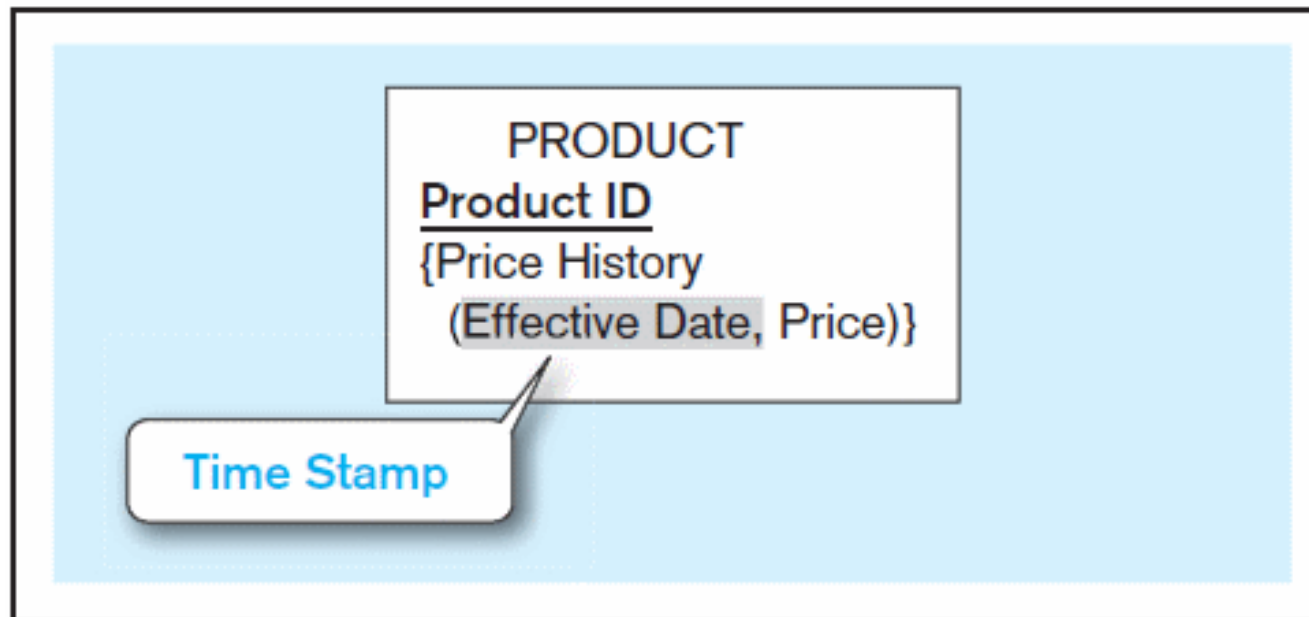 PRODUCT
Product ID
{Price History
(Effective Date, Price)}
Time Stamp